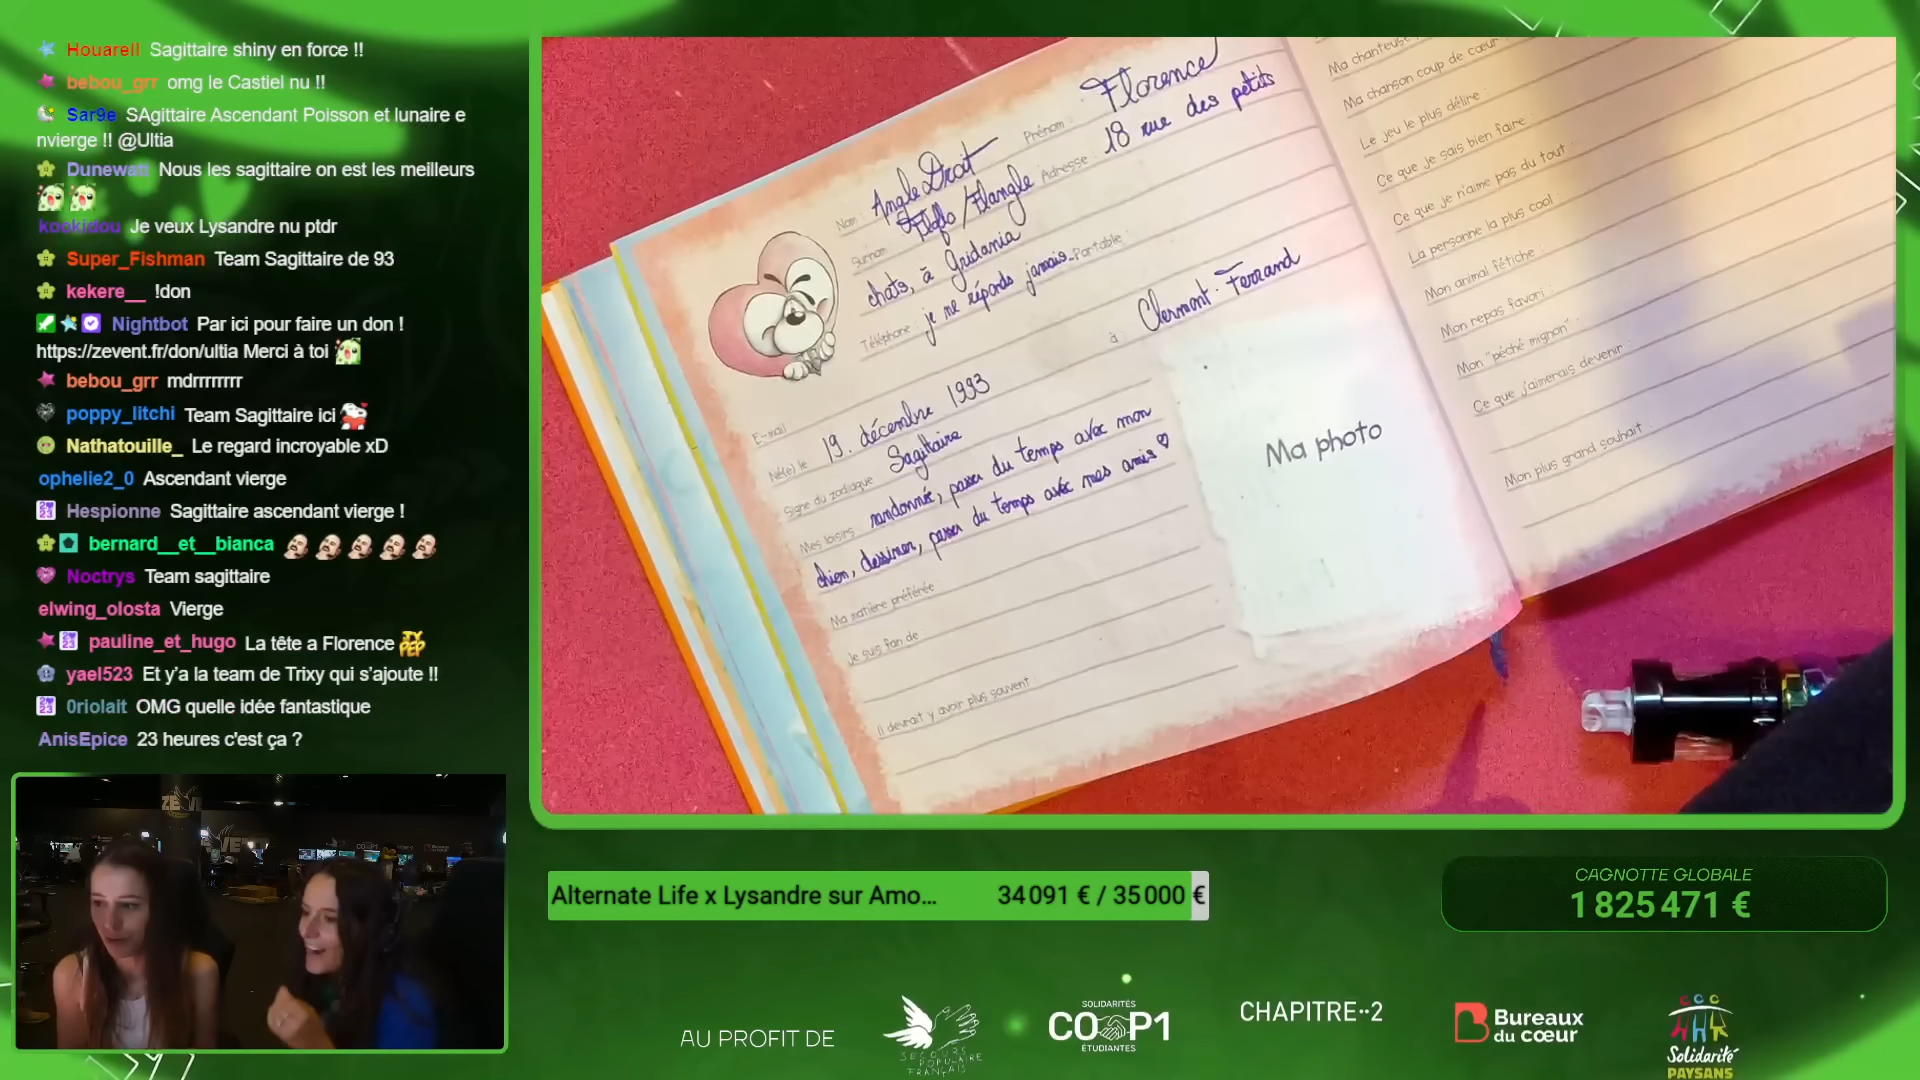 Houarell Sagittaire shiny en force !!
bebou_grr omg le Castiel nu !!
Sar9e SAgittaire Ascendant Poisson et lunaire e
nvierge !! @Ultia
Dunewatt Nous les sagittaire on est les meilleurs
kookidou Je veux Lysandre nu ptdr
Super_Fishman Team Sagittaire de 93
kekere__ !don
Nightbot Par ici pour faire un don !
https://zevent.fr/don/ultia Merci à toi
bebou_grr mdrrrrrrrr
poppy_litchi Team Sagittaire ici
Nathatouille_ Le regard incroyable xD
ophelie2_0 Ascendant vierge
Hespionne Sagittaire ascendant vierge !
bernard__et__bianca
Noctrys Team sagittaire
elwing_olosta Vierge
pauline_et_hugo La tête a Florence
yael523 Et y'a la team de Trixy qui s'ajoute !!
0riolait OMG quelle idée fantastique
AnisEpice 23 heures c'est ça ?
Nom : Angle Droit Prénom : Florence
Surnom : Floflo / Flangle Adresse : 18 rue des petits
chats, à Gridania
Téléphone : je ne réponds jamais Portable :
E-mail
Né(e) le 19 décembre 1993 à Clermont-Ferrand
Signe du zodiaque Sagittaire
Mes loisirs randonnée, passer du temps avec mon
chien, dessiner, passer du temps avec mes amis ♡
Ma matière préférée
Je suis fan de
Il devrait y avoir plus souvent
Ma photo
Ma chanteuse
Ma chanson coup de cœur
Le jeu le plus délire :
Ce que je sais bien faire :
Ce que je n'aime pas du tout
La personne la plus cool
Mon animal fétiche :
Mon repas favori :
Mon "péché mignon"
Ce que j'aimerais devenir :
Mon plus grand souhait :
Alternate Life x Lysandre sur Amo... 34 091 € / 35 000 €
CAGNOTTE GLOBALE
1 825 471 €
AU PROFIT DE
SECOURS
POPULAIRE
FRANÇAIS
SOLIDARITÉS
CO P1
ÉTUDIANTES
CHAPITRE··2
Bureaux
du cœur
Solidarité
PAYSANS